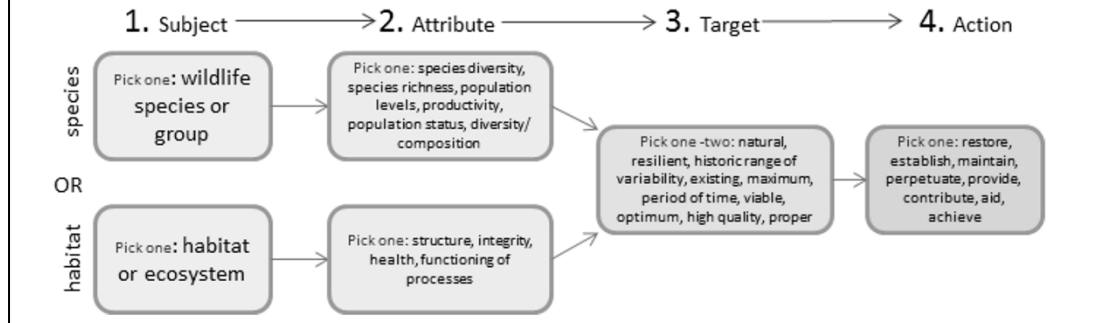 1. Subject 2. Attribute 3. Target 4. Action
species
Pick one: wildlife
species or
group
Pick one: species diversity,
species richness, population
levels, productivity,
population status, diversity/
composition
OR
habitat
Pick one: habitat
or ecosystem
Pick one: structure, integrity,
health, functioning of
processes
Pick one -two: natural,
resilient, historic range of
variability, existing, maximum,
period of time, viable,
optimum, high quality, proper
Pick one: restore,
establish, maintain,
perpetuate, provide,
contribute, aid,
achieve